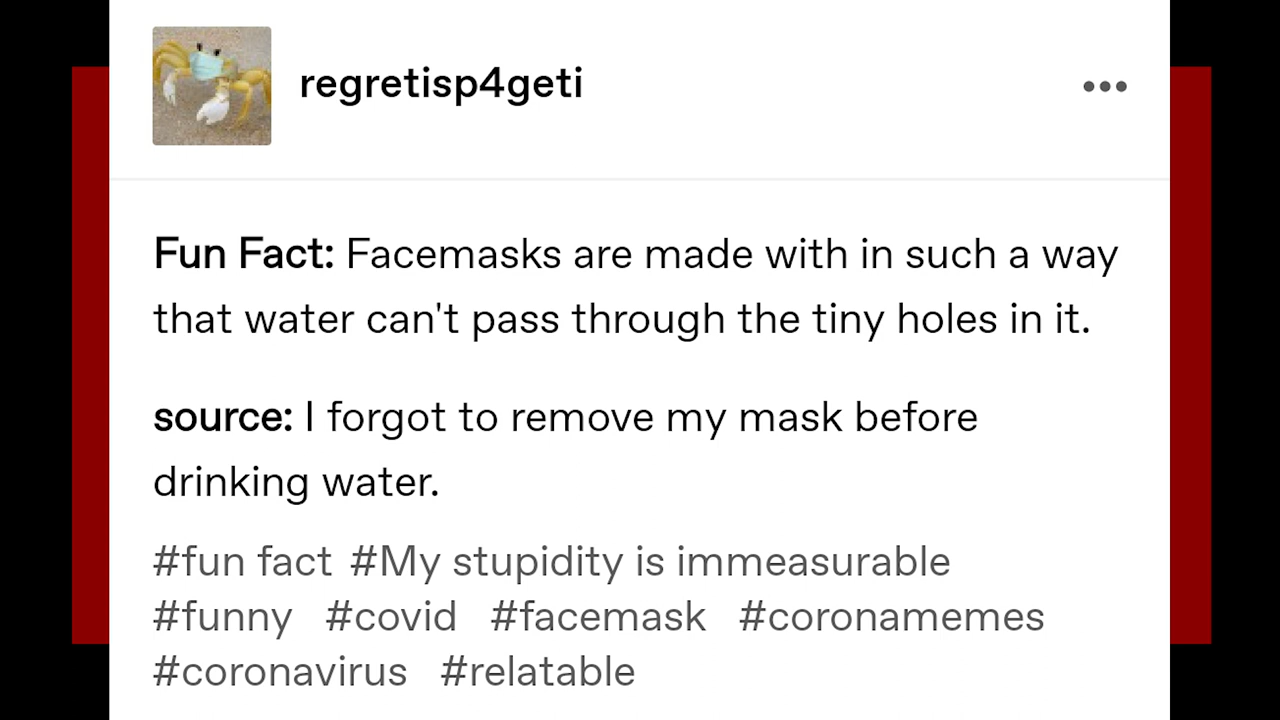 regretisp4geti
Fun Fact: Facemasks are made with in such a way
that water can't pass through the tiny holes in it.
source: I forgot to remove my mask before
drinking water.
#fun fact #My stupidity is immeasurable
#funny #covid #facemask #coronamemes
#coronavirus #relatable